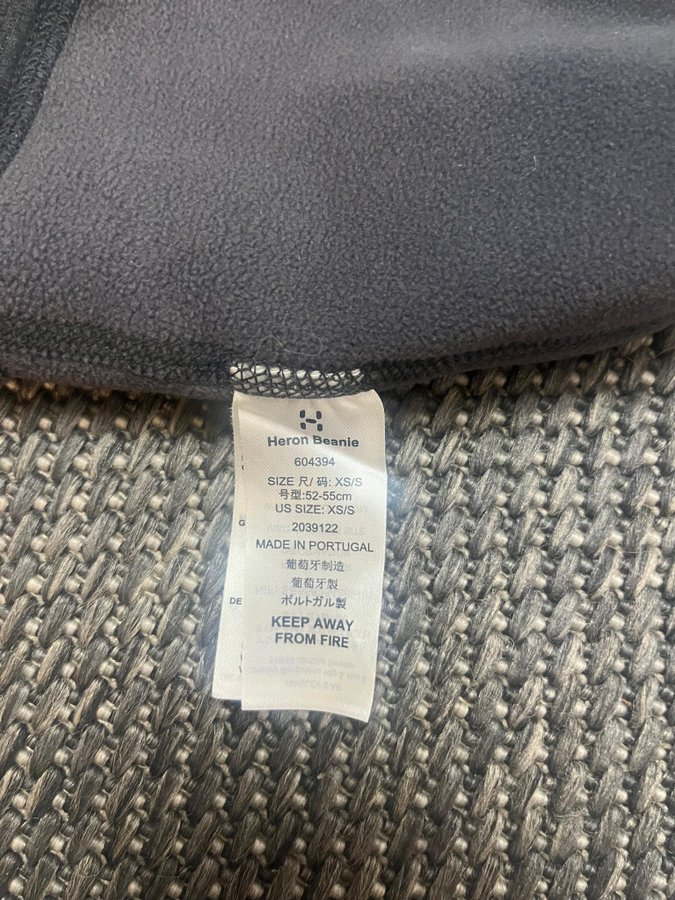 Heron Beanie
604394
SIZE 尺/ 码: XS/S
号型:52-55cm
US SIZE: XS/S
2039122
MADE IN PORTUGAL
葡萄牙制造
葡萄牙製
ポルトガル製
KEEP AWAY
FROM FIRE
DE